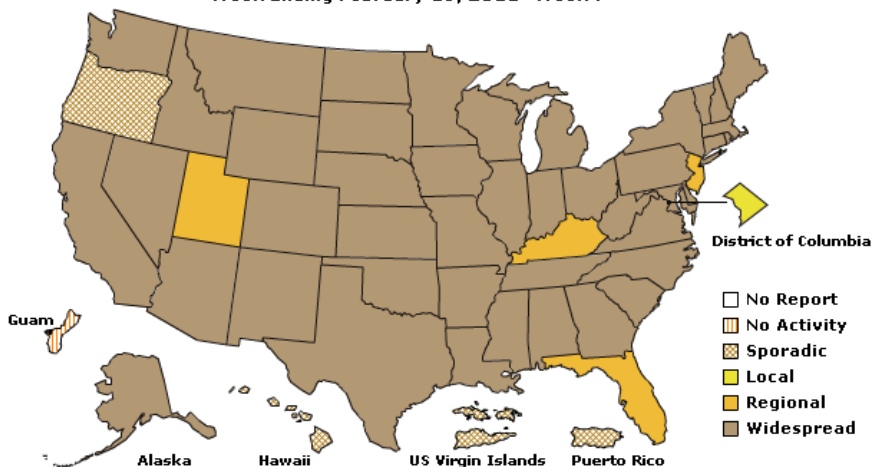 District of Columbia
No Report
Guam
No Activity
Sporadic
Local
Regional
Widespread
Alaska
Hawaii
US Virgin Islands
Puerto Rico